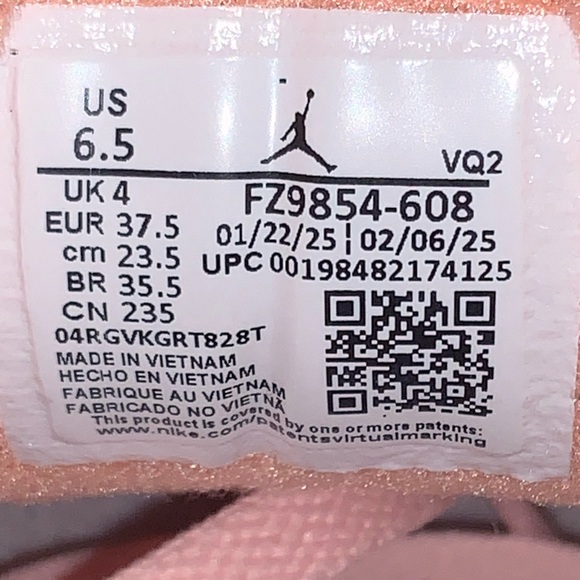 US
6.5
VQ2
UK 4
EUR 37.5
cm 23.5
BR 35.5
CN 235
FZ9854-608
01/22/25 | 02/06/25
UPC 00198482174125
04RGVKGRT828T
MADE IN VIETNAM
HECHO EN VIETNAM
FABRIQUE AU VIETNAM
FABRICADO NO VIETNA
This product is covered by one or more patents:
www.nike.com/patentsvirtualmarking